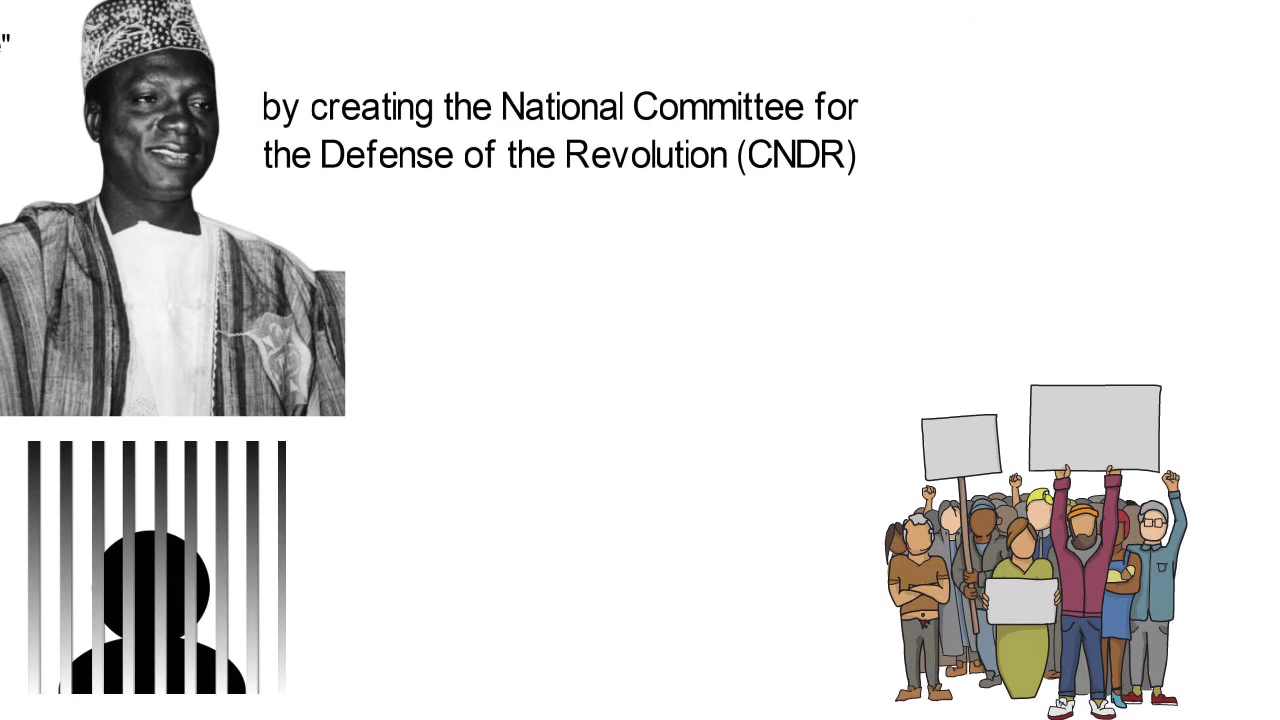 by creating the National Committee for
the Defense of the Revolution (CNDR)